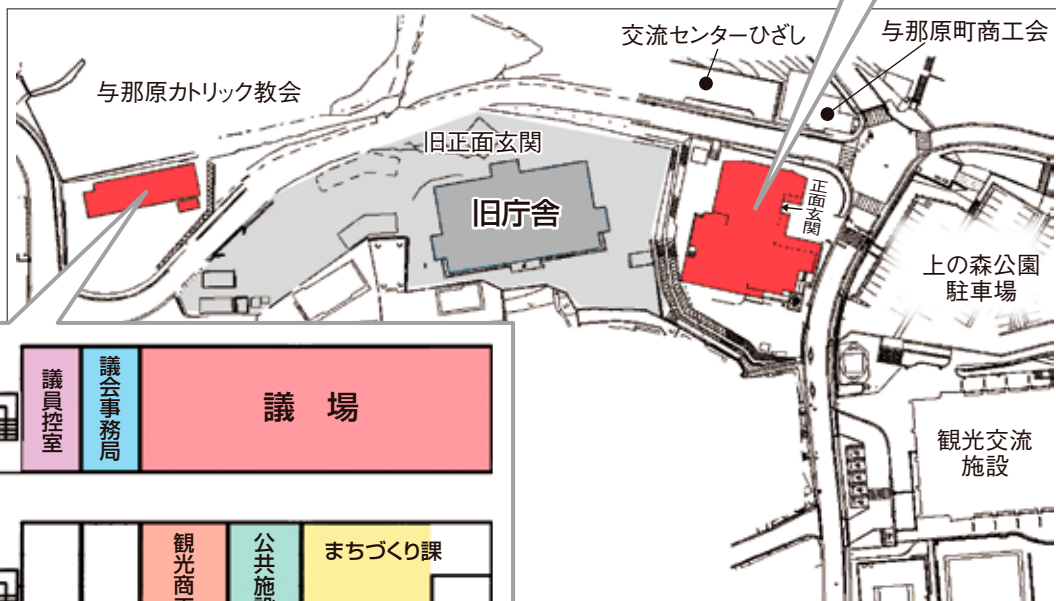 交流センターひざし
与那原町商工会
与那原カトリック教会
旧正面玄関
旧庁舎
正面玄関
上の森公園
駐車場
観光交流
施設
議員控室
議会事務局
議 場
観光商工
公共施設
まちづくり課